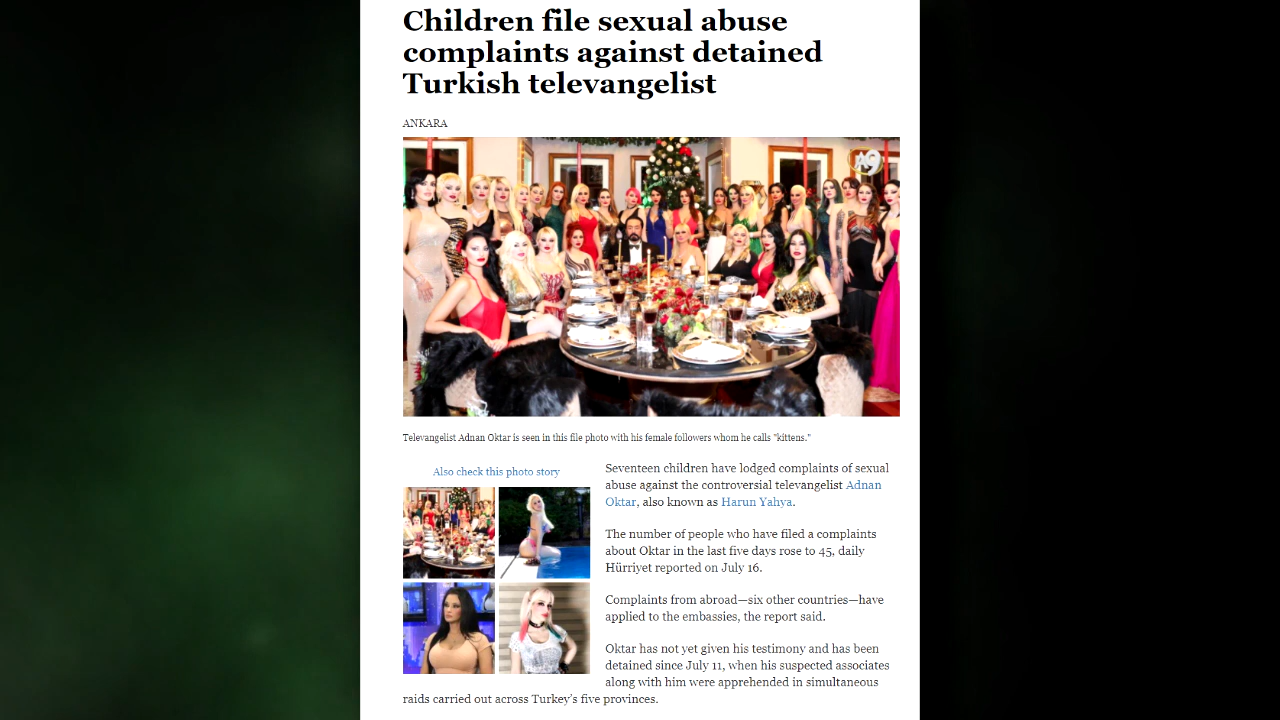 Children file sexual abuse
complaints against detained
Turkish televangelist
ANKARA
A9
Televangelist Adnan Oktar is seen in this file photo with his female followers whom he calls "kittens."
Also check this photo story
Seventeen children have lodged complaints of sexual
abuse against the controversial televangelist Adnan
Oktar, also known as Harun Yahya.
The number of people who have filed a complaints
about Oktar in the last five days rose to 45, daily
Hürriyet reported on July 16.
Complaints from abroad—six other countries—have
applied to the embassies, the report said.
Oktar has not yet given his testimony and has been
detained since July 11, when his suspected associates
along with him were apprehended in simultaneous
raids carried out across Turkey's five provinces.